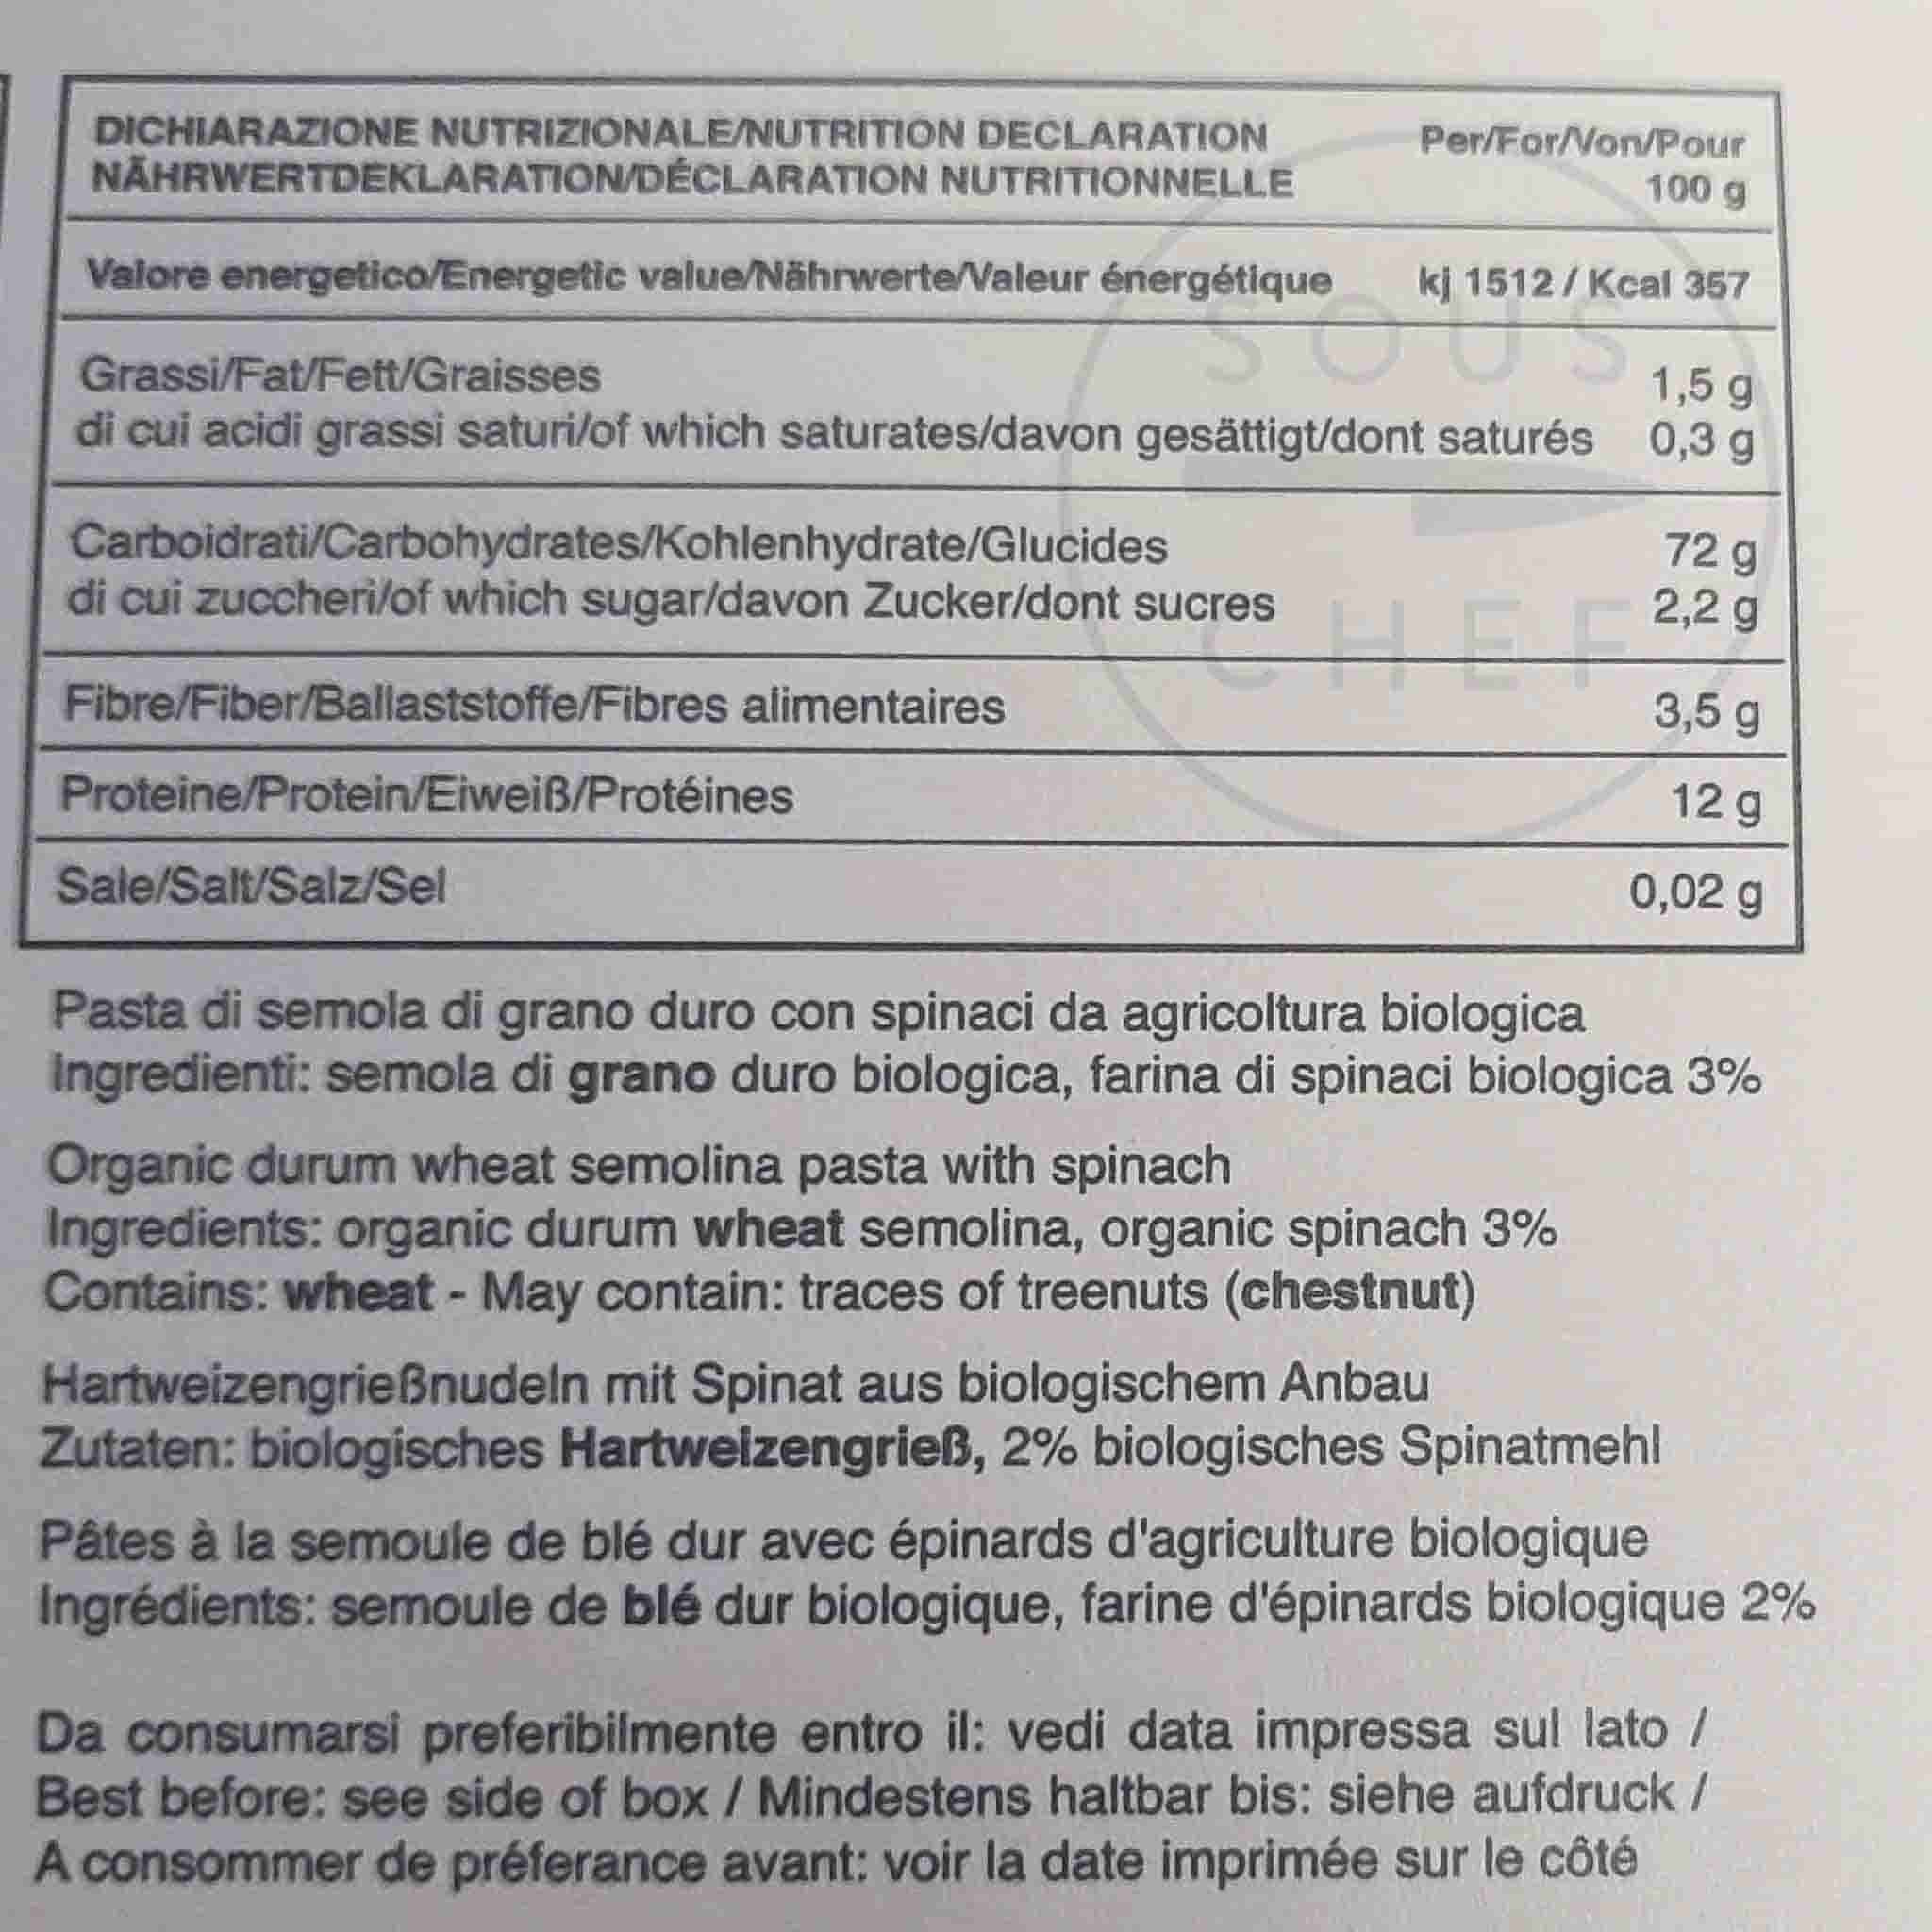 DICHIARAZIONE NUTRIZIONALE/NUTRITION DECLARATION Per/For/Von/Pour
NÄHRWERTDEKLARATION/DÉCLARATION NUTRITIONNELLE 100 g
Valore energetico/Energetic value/Nährwerte/Valeur énergétique kj 1512 / Kcal 357
Grassi/Fat/Fett/Graisses 1,5 g
di cui acidi grassi saturi/of which saturates/davon gesättigt/dont saturés 0,3 g
Carboidrati/Carbohydrates/Kohlenhydrate/Glucides 72 g
di cui zuccheri/of which sugar/davon Zucker/dont sucres 2,2 g
Fibre/Fiber/Ballaststoffe/Fibres alimentaires 3,5 g
Proteine/Protein/Eiweiß/Protéines 12 g
Sale/Salt/Salz/Sel 0,02 g
SOUS
CHEF
Pasta di semola di grano duro con spinaci da agricoltura biologica
Ingredienti: semola di grano duro biologica, farina di spinaci biologica 3%
Organic durum wheat semolina pasta with spinach
Ingredients: organic durum wheat semolina, organic spinach 3%
Contains: wheat - May contain: traces of treenuts (chestnut)
Hartweizengrießnudeln mit Spinat aus biologischem Anbau
Zutaten: biologisches Hartweizengrieß, 2% biologisches Spinatmehl
Pâtes à la semoule de blé dur avec épinards d'agriculture biologique
Ingrédients: semoule de blé dur biologique, farine d'épinards biologique 2%
Da consumarsi preferibilmente entro il: vedi data impressa sul lato /
Best before: see side of box / Mindestens haltbar bis: siehe aufdruck /
A consommer de préferance avant: voir la date imprimée sur le côté